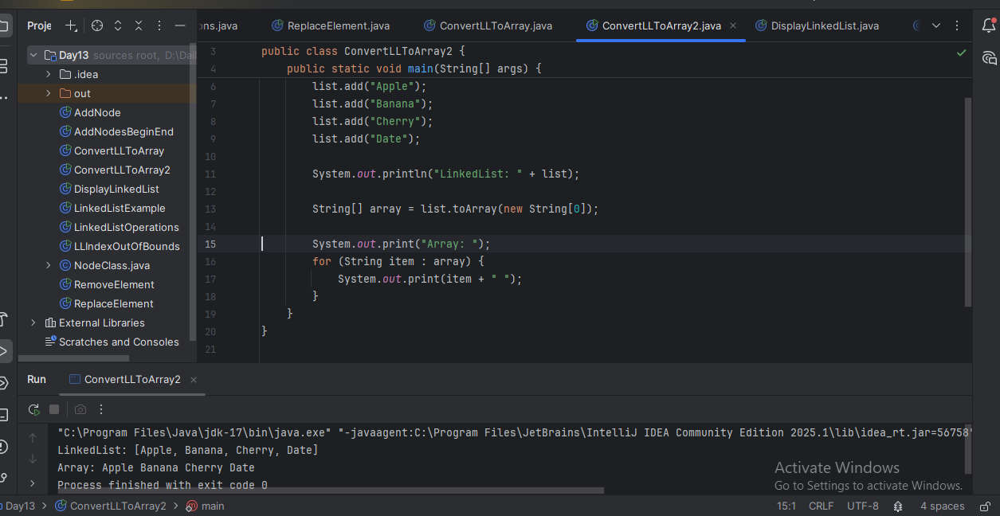 Proje
ons.java
ReplaceElement.java
ConvertLLToArray.java
ConvertLLToArray2.java
DisplayLinkedList.java
Day13 sources root, D:\Dai
.idea
out
AddNode
AddNodesBeginEnd
ConvertLLToArray
ConvertLLToArray2
DisplayLinkedList
LinkedListExample
LinkedListOperations
LLIndexOutOfBounds
NodeClass.java
RemoveElement
ReplaceElement
External Libraries
Scratches and Consoles
3 public class ConvertLLToArray2 {
4 public static void main(String[] args) {
6 list.add("Apple");
7 list.add("Banana");
8 list.add("Cherry");
9 list.add("Date");
10
11 System.out.println("LinkedList: " + list);
12
13 String[] array = list.toArray(new String[0]);
14
15 System.out.print("Array: ");
16 for (String item : array) {
17 System.out.print(item + " ");
18 }
19 }
20 }
21
Run
ConvertLLToArray2
"C:\Program Files\Java\jdk-17\bin\java.exe" "-javaagent:C:\Program Files\JetBrains\IntelliJ IDEA Community Edition 2025.1\lib\idea_rt.jar=56758"
LinkedList: [Apple, Banana, Cherry, Date]
Array: Apple Banana Cherry Date
Process finished with exit code 0
Activate Windows
Go to Settings to activate Windows.
Day13 > ConvertLLToArray2 > main
15:1 CRLF UTF-8 4 spaces